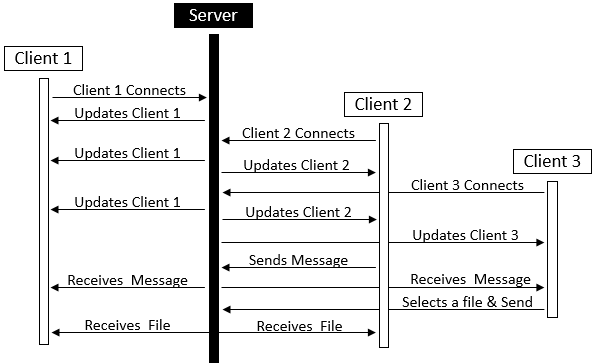 Server
Client 1
Client 1 Connects
Client 2
Updates Client 1
Client 2 Connects
Updates Client 1
Client 3
Updates Client 2
Client 3 Connects
Updates Client 1
Updates Client 2
Updates Client 3
Sends Message
Receives Message
Receives Message
Selects a file & Send
Receives File
Receives File